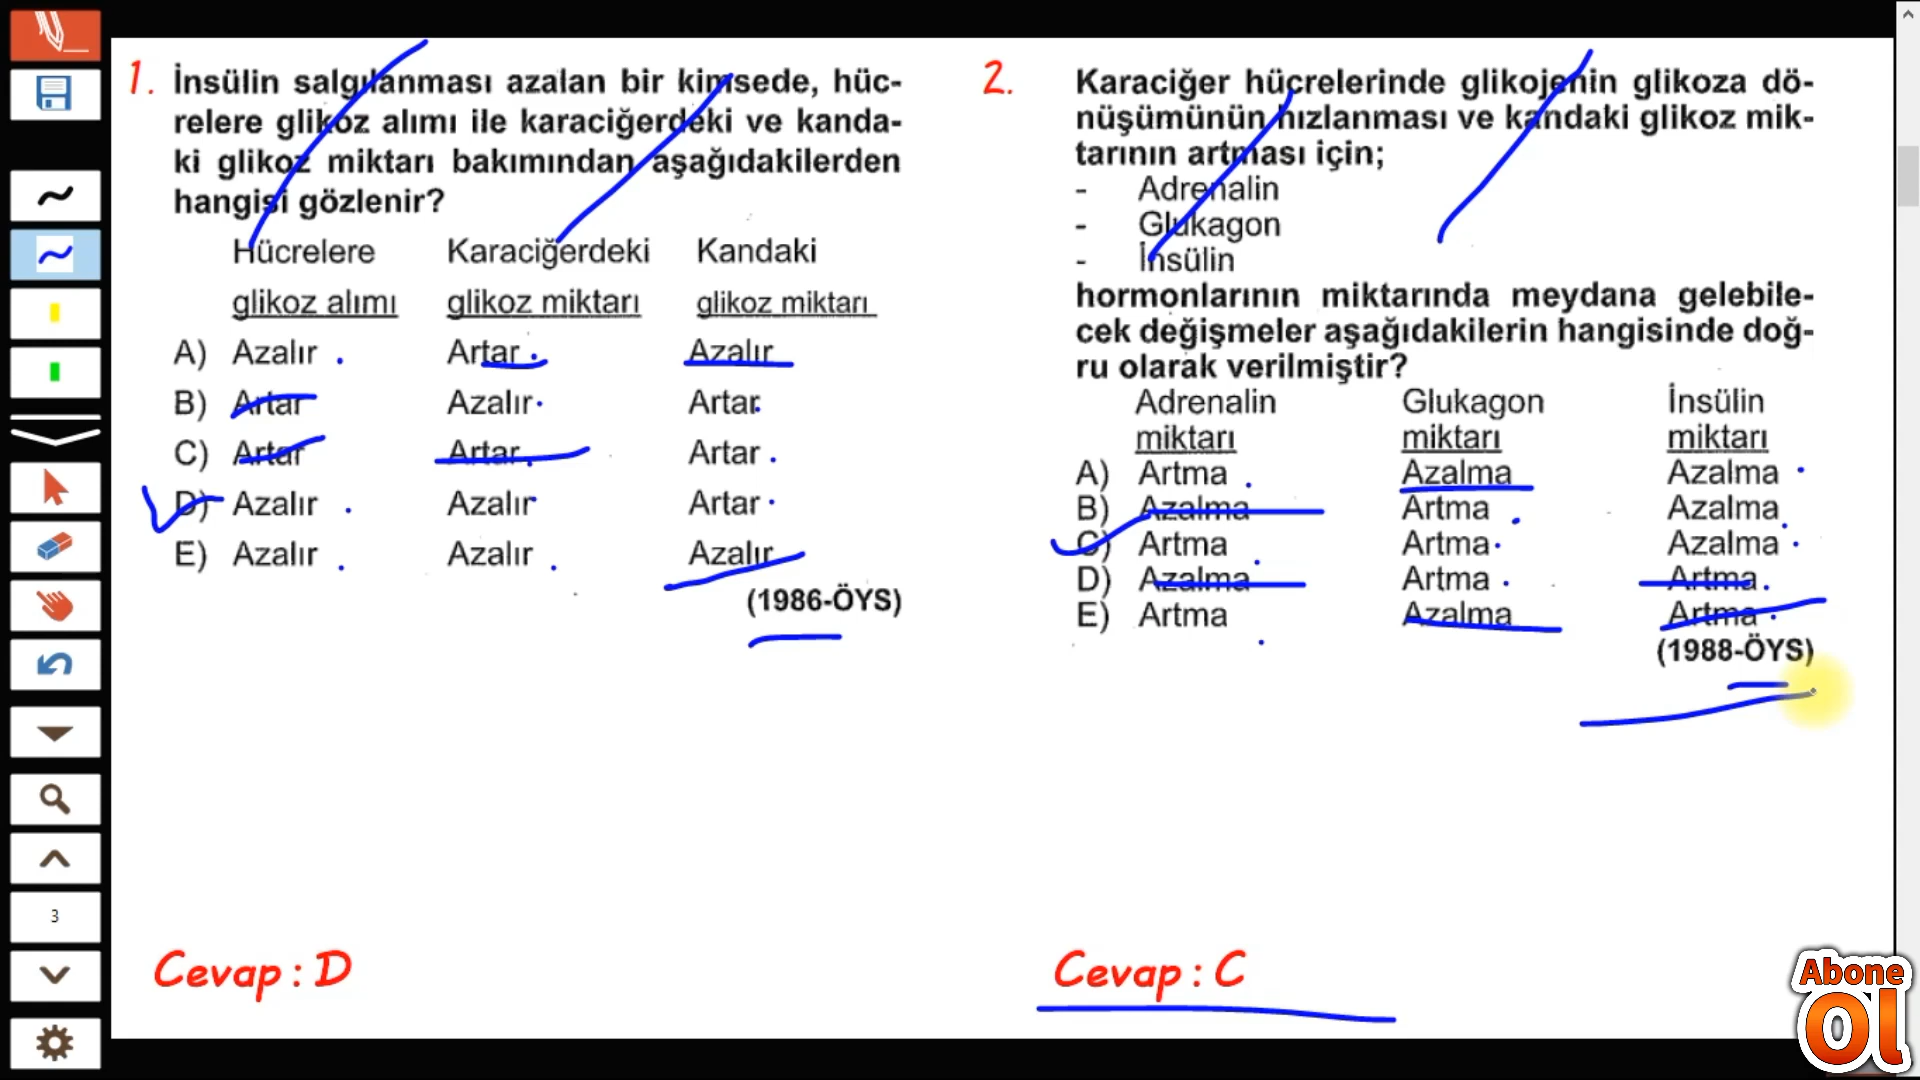 1. İnsülin salgılanması azalan bir kimsede, hüc-
relere glikoz alımı ile karaciğerdeki ve kanda-
ki glikoz miktarı bakımından aşağıdakilerden
hangisi gözlenir?
Hücrelere Karaciğerdeki Kandaki
glikoz alımı glikoz miktarı glikoz miktarı
A) Azalır Artar Azalır
B) Artar Azalır Artar
C) Artar Artar Artar
D) Azalır Azalır Artar
E) Azalır Azalır Azalır
(1986-ÖYS)
Cevap : D
2. Karaciğer hücrelerinde glikojenin glikoza dö-
nüşümünün hızlanması ve kandaki glikoz mik-
tarının artması için;
- Adrenalin
- Glukagon
- İnsülin
hormonlarının miktarında meydana gelebile-
cek değişmeler aşağıdakilerin hangisinde doğ-
ru olarak verilmiştir?
Adrenalin Glukagon İnsülin
miktarı miktarı miktarı
A) Artma Azalma Azalma
B) Azalma Artma Azalma
C) Artma Artma Azalma
D) Azalma Artma Artma
E) Artma Azalma Artma
(1988-ÖYS)
Cevap : C
3
Abone
Ol